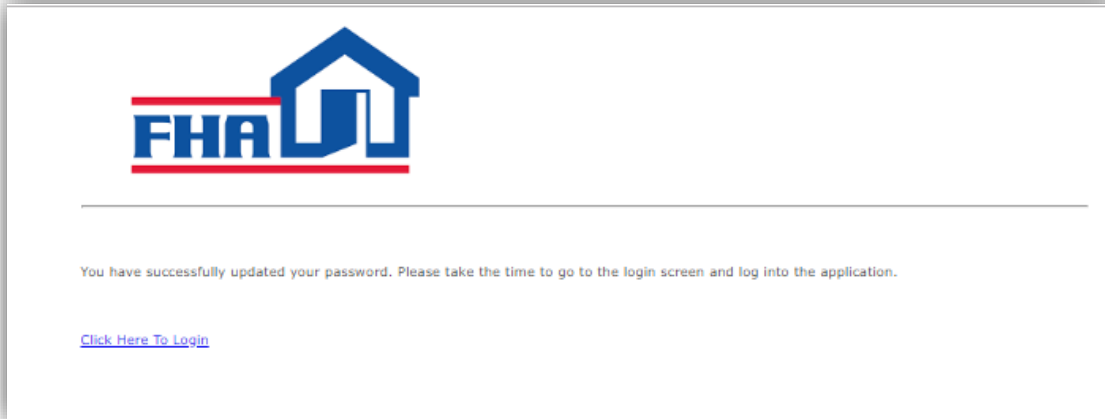 FHA
You have successfully updated your password. Please take the time to go to the login screen and log into the application.
Click Here To Login